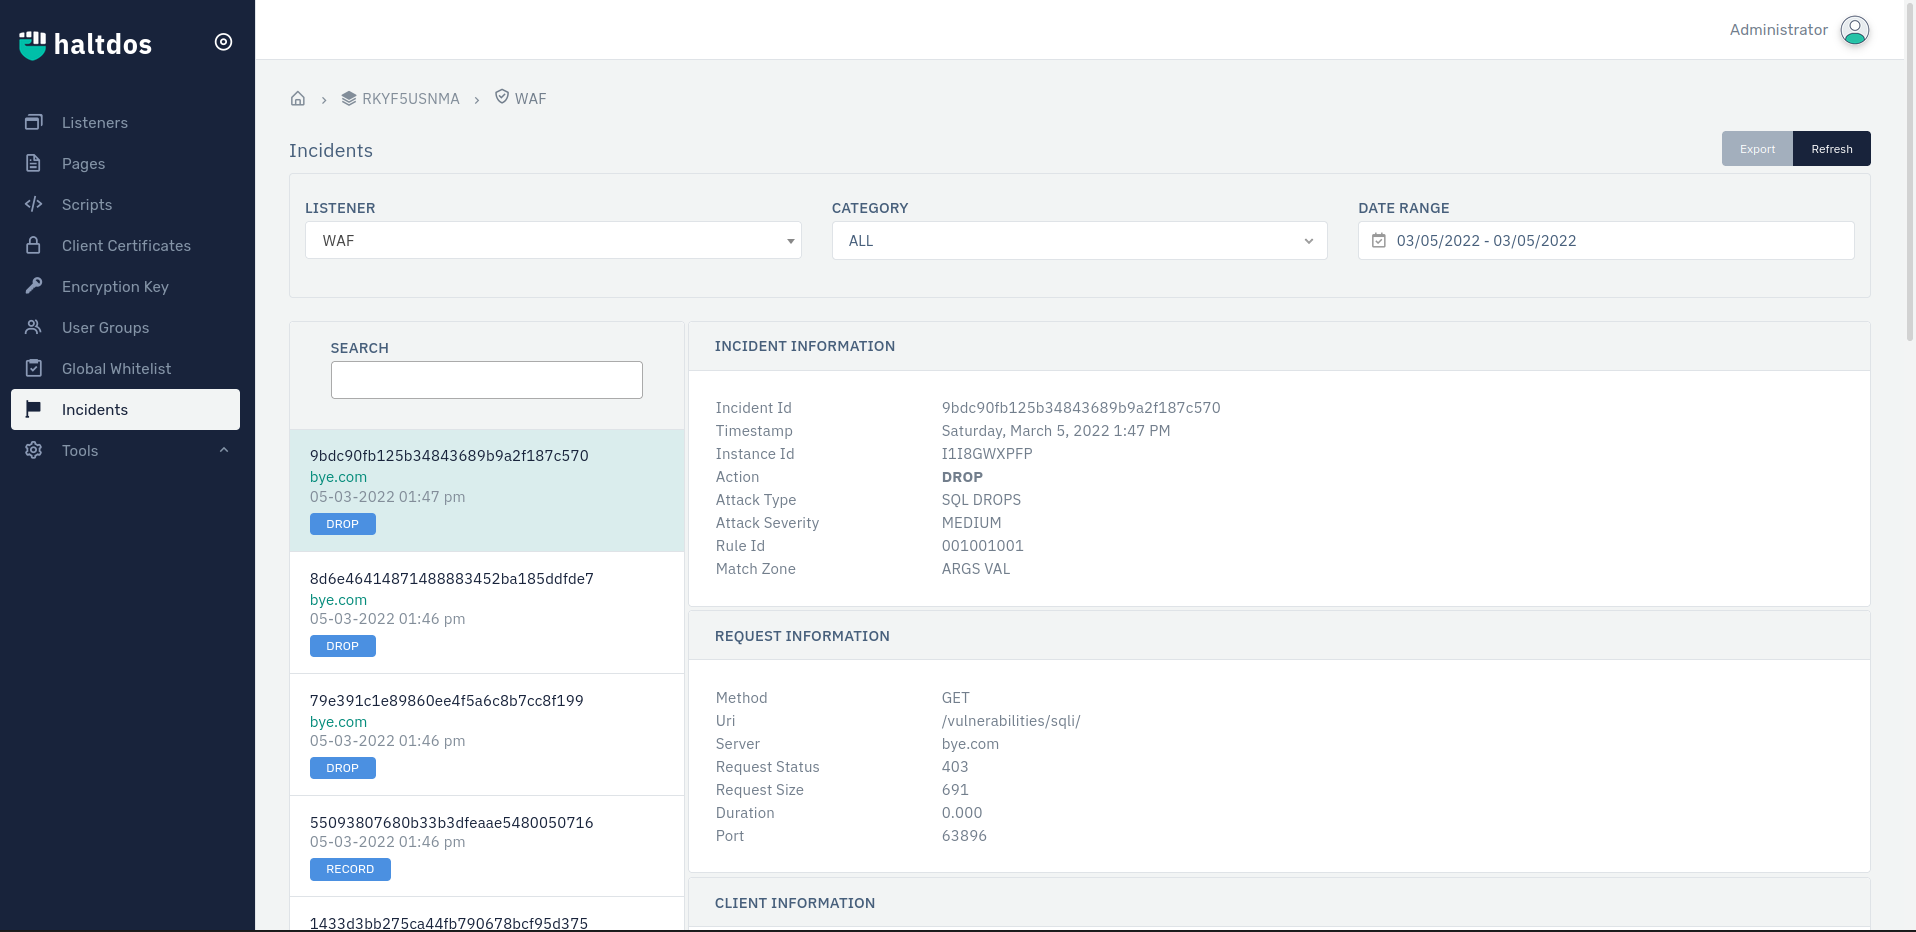 haltdos
Listeners
Pages
Scripts
Client Certificates
Encryption Key
User Groups
Global Whitelist
Incidents
Tools
Administrator
RKYF5USNMA
WAF
Incidents
Export
Refresh
LISTENER
WAF
CATEGORY
ALL
DATE RANGE
03/05/2022 - 03/05/2022
SEARCH
9bdc90fb125b34843689b9a2f187c570
bye.com
05-03-2022 01:47 pm
DROP
8d6e46414871488883452ba185ddfde7
bye.com
05-03-2022 01:46 pm
DROP
79e391c1e89860ee4f5a6c8b7cc8f199
bye.com
05-03-2022 01:46 pm
DROP
55093807680b33b3dfeaae5480050716
05-03-2022 01:46 pm
RECORD
1433d3bb275ca44fb790678bcf95d375
INCIDENT INFORMATION
Incident Id 9bdc90fb125b34843689b9a2f187c570
Timestamp Saturday, March 5, 2022 1:47 PM
Instance Id I1I8GWXPFP
Action DROP
Attack Type SQL DROPS
Attack Severity MEDIUM
Rule Id 001001001
Match Zone ARGS VAL
REQUEST INFORMATION
Method GET
Uri /vulnerabilities/sqli/
Server bye.com
Request Status 403
Request Size 691
Duration 0.000
Port 63896
CLIENT INFORMATION